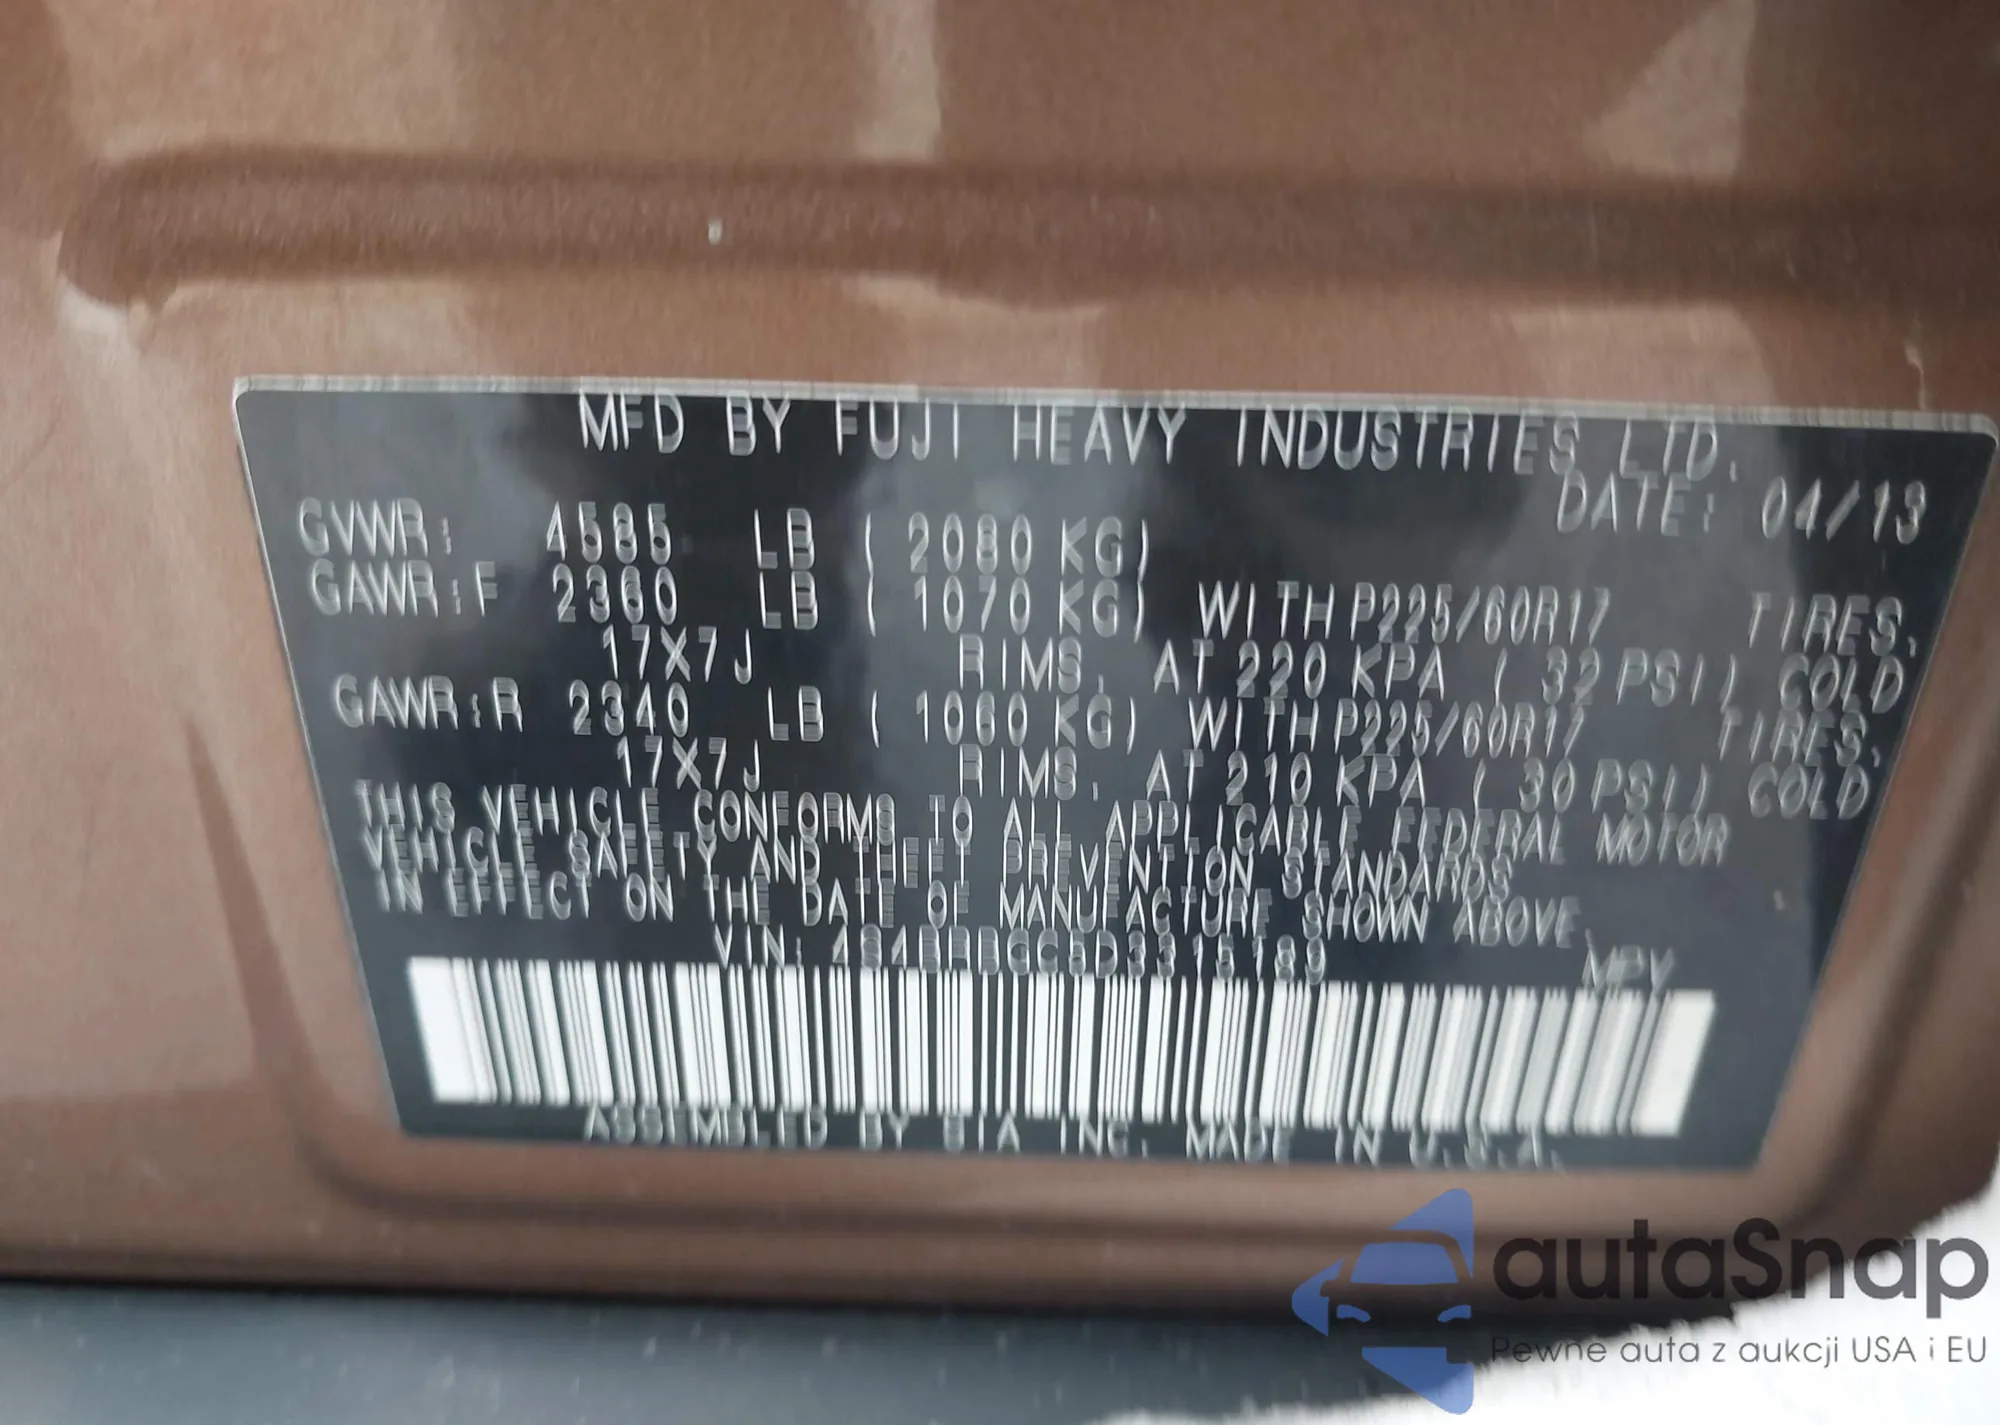 MFD BY FUJI HEAVY INDUSTRIES LTD.
DATE: 04/13
GVWR: 4585 LB ( 2080 KG)
GAWR:F 2360 LB ( 1070 KG) WITH P225/60R17 TIRES,
17X7J RIMS, AT 220 KPA ( 32 PSI) COLD
GAWR:R 2340 LB ( 1060 KG) WITH P225/60R17 TIRES,
17X7J RIMS, AT 210 KPA ( 30 PSI) COLD
THIS VEHICLE CONFORMS TO ALL APPLICABLE FEDERAL MOTOR
VEHICLE SAFETY AND THEFT PREVENTION STANDARDS
IN EFFECT ON THE DATE OF MANUFACTURE SHOWN ABOVE.
VIN: 4S4BRBGC5D3315189 MPV
ASSEMBLED BY SIA INC. MADE IN U.S.A.
autaSnap
Pewne auta z aukcji USA i EU